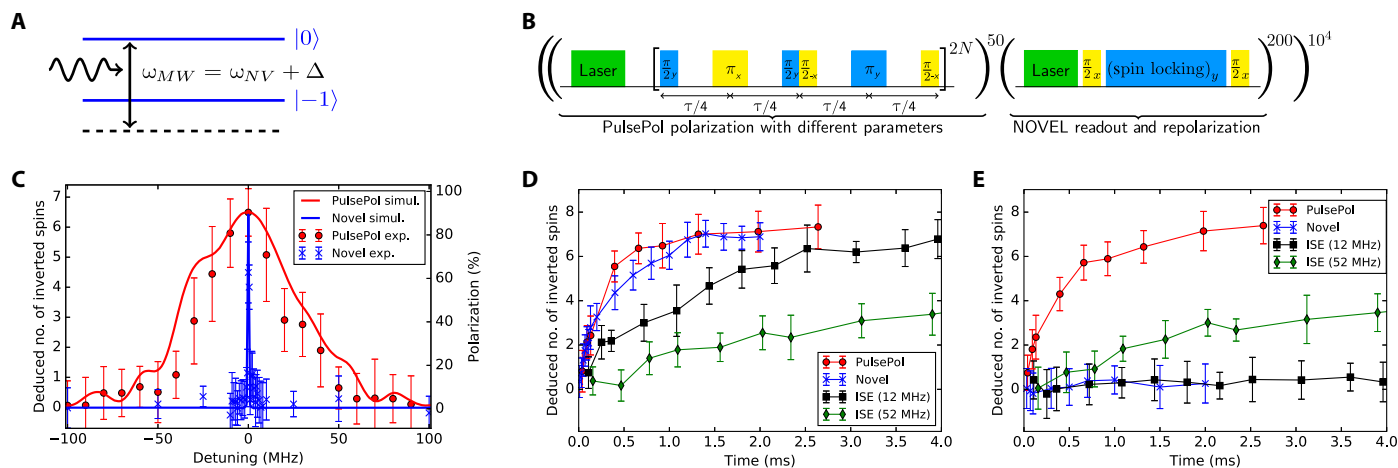 A
|0⟩
ω_MW = ω_NV + Δ
|−1⟩
B
((Laser [π/2 y π x π/2 y π/2 -x π y π/2 -x]^2N)^50 (Laser π/2 x (spin locking)y π/2 x)^200)^10^4
τ/4 τ/4 τ/4 τ/4
PulsePol polarization with different parameters
NOVEL readout and repolarization
C
Deduced no. of inverted spins
7
6
5
4
3
2
1
0
−100 −50 0 50 100
Detuning (MHz)
100
80
60
40
20
0
Polarization (%)
PulsePol simul.
Novel simul.
PulsePol exp.
Novel exp.
D
Deduced no. of inverted spins
8
6
4
2
0
0.0 0.5 1.0 1.5 2.0 2.5 3.0 3.5 4.0
Time (ms)
PulsePol
Novel
ISE (12 MHz)
ISE (52 MHz)
E
Deduced no. of inverted spins
8
6
4
2
0
0.0 0.5 1.0 1.5 2.0 2.5 3.0 3.5 4.0
Time (ms)
PulsePol
Novel
ISE (12 MHz)
ISE (52 MHz)